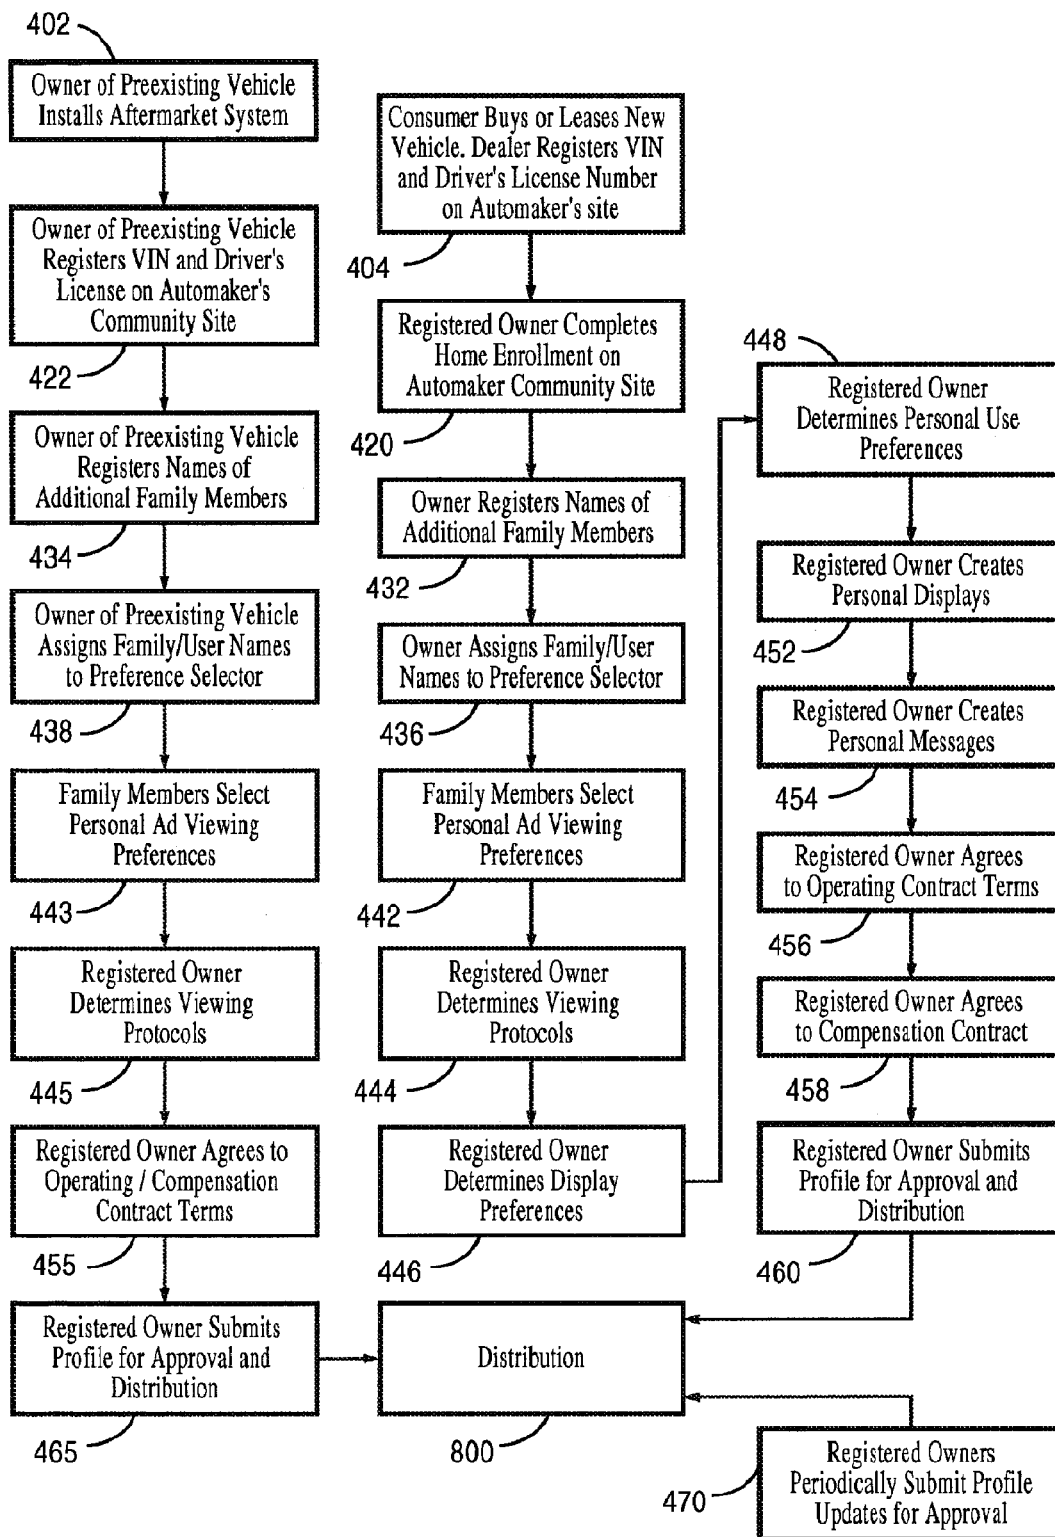 402
Owner of Preexisting Vehicle
Installs Aftermarket System
Owner of Preexisting Vehicle
Registers VIN and Driver's
License on Automaker's
Community Site
422
Owner of Preexisting Vehicle
Registers Names of
Additional Family Members
434
Owner of Preexisting Vehicle
Assigns Family/User Names
to Preference Selector
438
Family Members Select
Personal Ad Viewing
Preferences
443
Registered Owner
Determines Viewing
Protocols
445
Registered Owner Agrees to
Operating / Compensation
Contract Terms
455
Registered Owner Submits
Profile for Approval and
Distribution
465
Consumer Buys or Leases New
Vehicle. Dealer Registers VIN
and Driver's License Number
on Automaker's site
404
Registered Owner Completes
Home Enrollment on
Automaker Community Site
420
Owner Registers Names of
Additional Family Members
432
Owner Assigns Family/User
Names to Preference Selector
436
Family Members Select
Personal Ad Viewing
Preferences
442
Registered Owner
Determines Viewing
Protocols
444
Registered Owner
Determines Display
Preferences
446
448
Registered Owner
Determines Personal Use
Preferences
Registered Owner Creates
Personal Displays
452
Registered Owner Creates
Personal Messages
454
Registered Owner Agrees
to Operating Contract Terms
456
Registered Owner Agrees
to Compensation Contract
458
Registered Owner Submits
Profile for Approval and
Distribution
460
Distribution
800
Registered Owners
Periodically Submit Profile
Updates for Approval
470